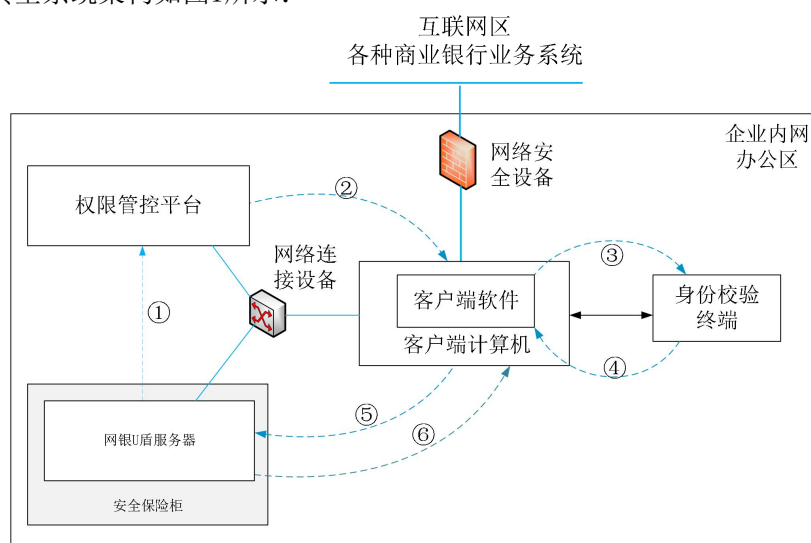 互联网区
各种商业银行业务系统
企业内网
办公区
网络安
全设备
权限管控平台
②
网络连
接设备
③
客户端软件
身份校验
终端
①
客户端计算机
④
⑤
⑥
网银U盾服务器
安全保险柜